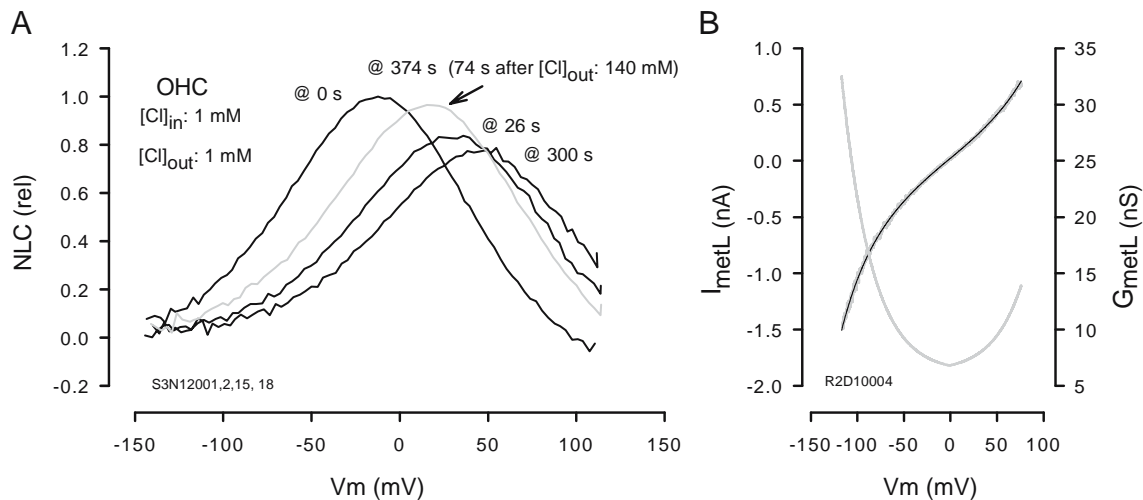 A
1.2
1.0
0.8
0.6
0.4
0.2
0.0
-0.2
NLC (rel)
OHC
[Cl]in: 1 mM
[Cl]out: 1 mM
@ 0 s
@ 374 s (74 s after [Cl]out: 140 mM)
@ 26 s
@ 300 s
S3N12001,2,15, 18
-150 -100 -50 0 50 100 150
Vm (mV)
B
1.0
0.5
0.0
-0.5
-1.0
-1.5
-2.0
ImetL (nA)
35
30
25
20
15
10
5
GmetL (nS)
R2D10004
-150 -100 -50 0 50 100
Vm (mV)